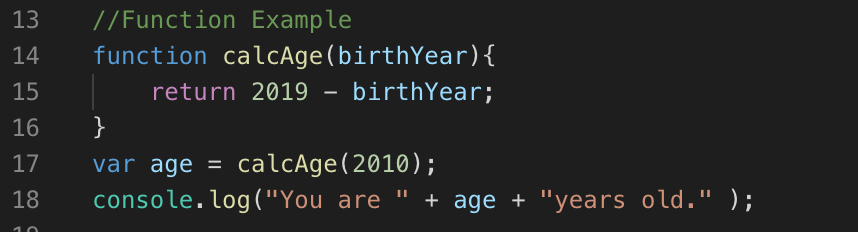 13 //Function Example
14 function calcAge(birthYear){
15 return 2019 - birthYear;
16 }
17 var age = calcAge(2010);
18 console.log("You are " + age + "years old." );